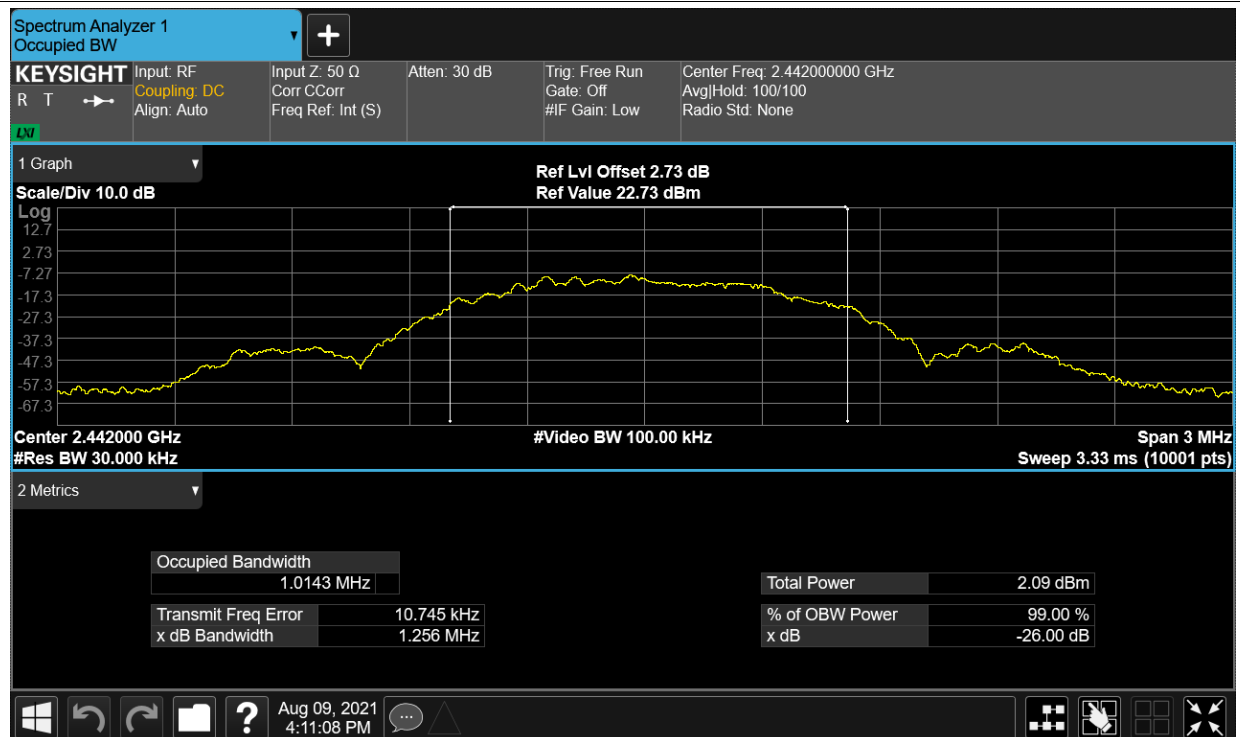 Spectrum Analyzer 1
Occupied BW
+
KEYSIGHT
R T
LXI
Input: RF
Coupling: DC
Align: Auto
Input Z: 50 Ω
Corr CCorr
Freq Ref: Int (S)
Atten: 30 dB
Trig: Free Run
Gate: Off
#IF Gain: Low
Center Freq: 2.442000000 GHz
Avg|Hold: 100/100
Radio Std: None
1 Graph
Scale/Div 10.0 dB
Ref Lvl Offset 2.73 dB
Ref Value 22.73 dBm
Log
12.7
2.73
-7.27
-17.3
-27.3
-37.3
-47.3
-57.3
-67.3
Center 2.442000 GHz
#Video BW 100.00 kHz
Span 3 MHz
#Res BW 30.000 kHz
Sweep 3.33 ms (10001 pts)
2 Metrics
Occupied Bandwidth
1.0143 MHz
Total Power 2.09 dBm
Transmit Freq Error 10.745 kHz
% of OBW Power 99.00 %
x dB Bandwidth 1.256 MHz
x dB -26.00 dB
?
Aug 09, 2021
4:11:08 PM